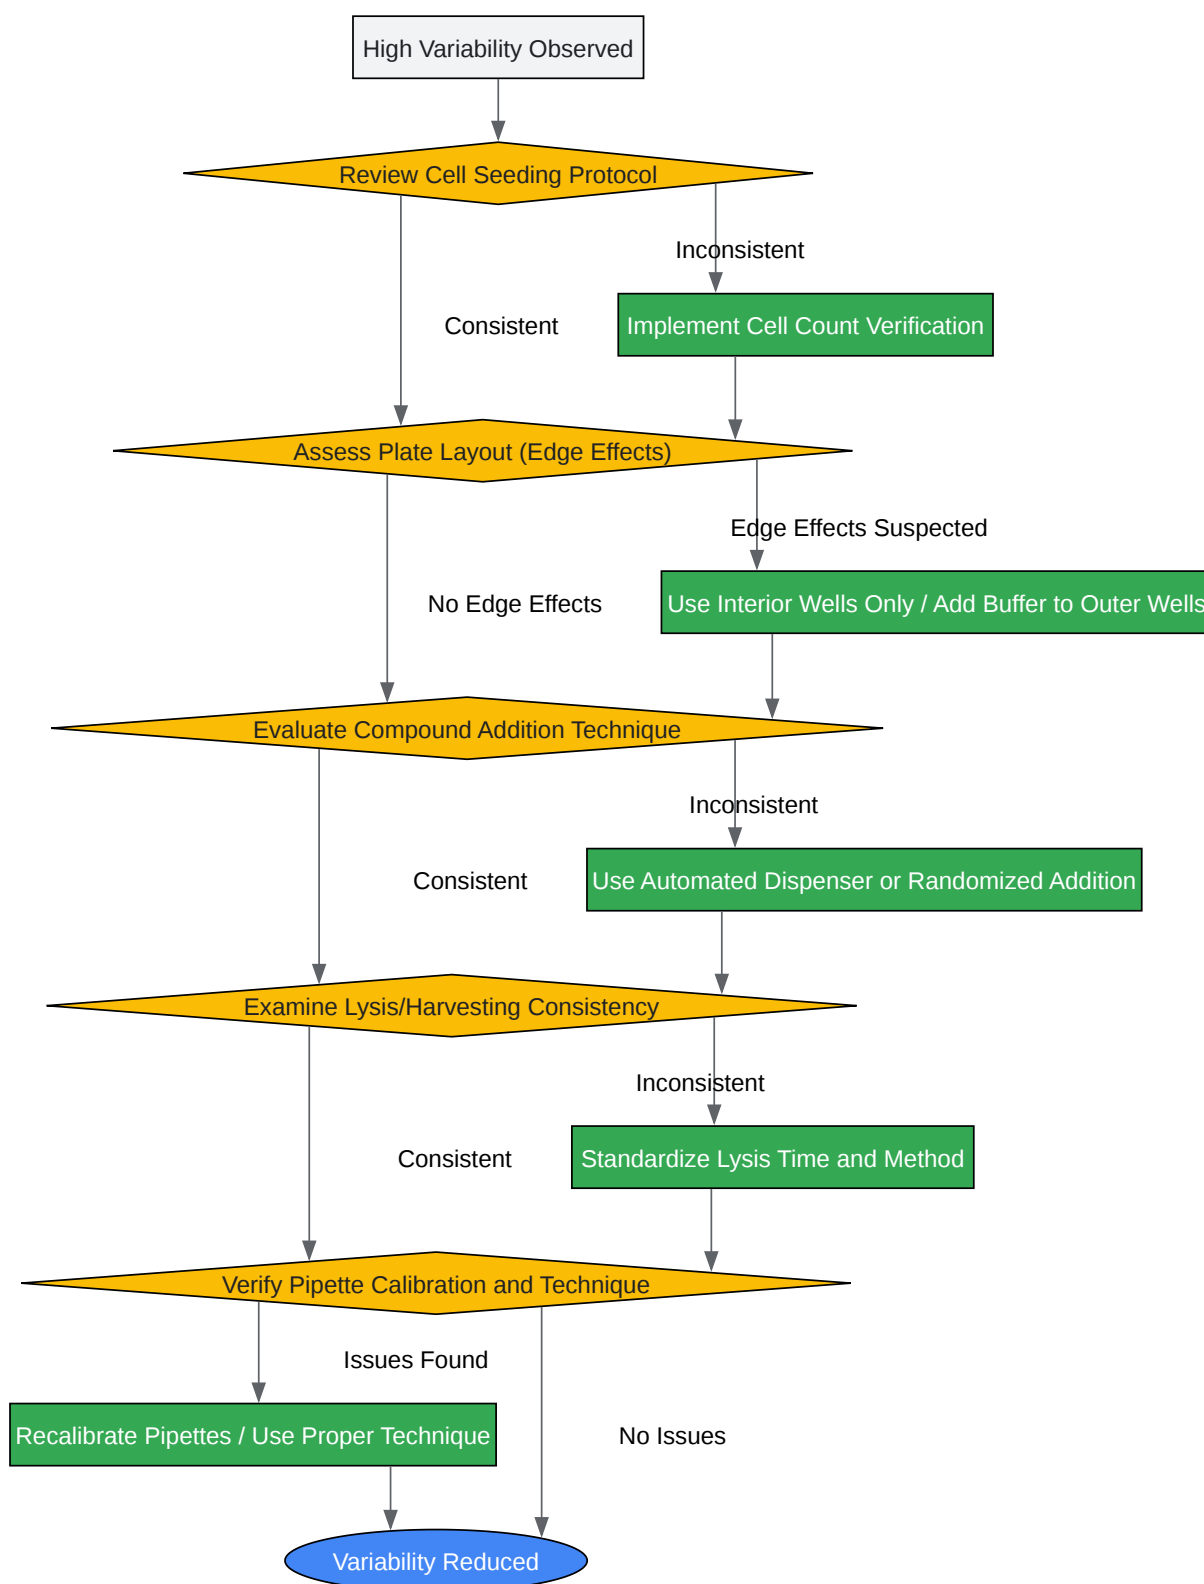 High Variability Observed
Review Cell Seeding Protocol
Inconsistent
Consistent
Implement Cell Count Verification
Assess Plate Layout (Edge Effects)
Edge Effects Suspected
No Edge Effects
Use Interior Wells Only / Add Buffer to Outer Wells
Evaluate Compound Addition Technique
Inconsistent
Consistent
Use Automated Dispenser or Randomized Addition
Examine Lysis/Harvesting Consistency
Inconsistent
Consistent
Standardize Lysis Time and Method
Verify Pipette Calibration and Technique
Issues Found
Recalibrate Pipettes / Use Proper Technique
No Issues
Variability Reduced